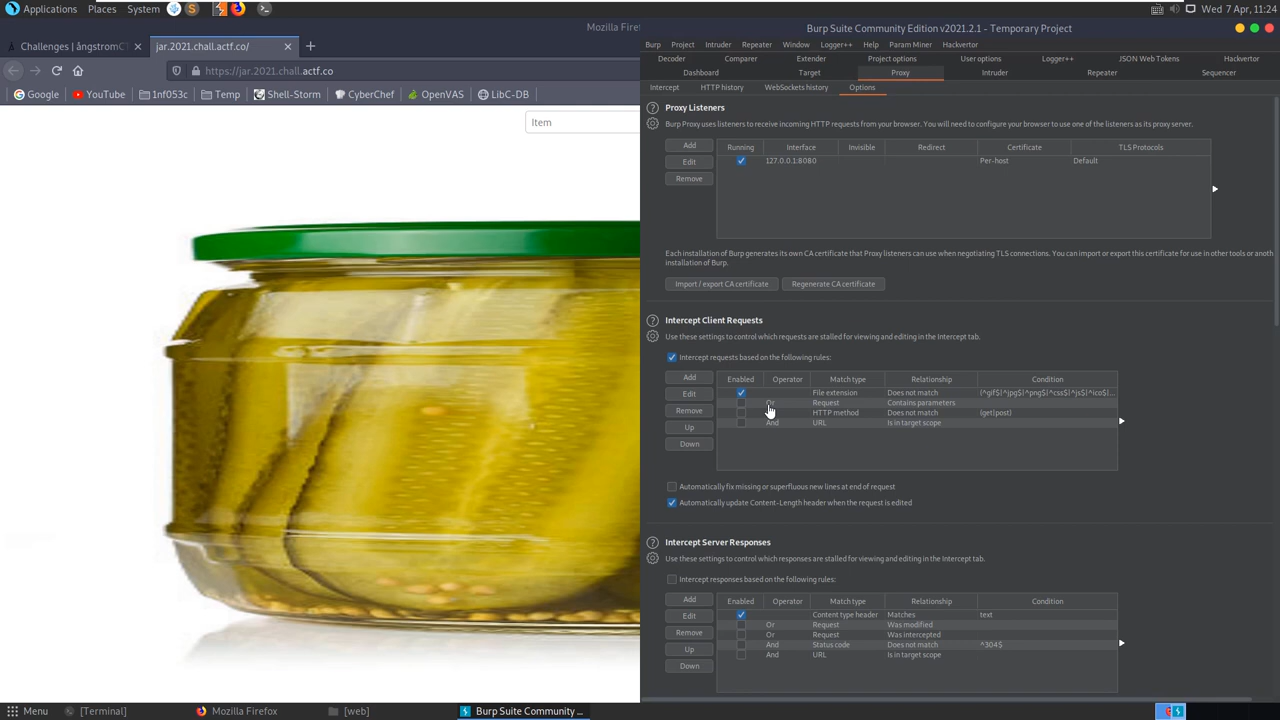 Applications Places System Wed 7 Apr, 11:24
Mozilla Firef
Challenges | ångstromCT
jar.2021.chall.actf.co/
https://jar.2021.chall.actf.co
Google YouTube 1nf053c Temp Shell-Storm CyberChef OpenVAS LibC-DB
Item
Burp Suite Community Edition v2021.2.1 - Temporary Project
Burp Project Intruder Repeater Window Logger++ Help Param Miner Hackvertor
Decoder Comparer Extender Project options User options Logger++ JSON Web Tokens Hackvertor
Dashboard Target Proxy Intruder Repeater Sequencer
Intercept HTTP history WebSockets history Options
Proxy Listeners
Burp Proxy uses listeners to receive incoming HTTP requests from your browser. You will need to configure your browser to use one of the listeners as its proxy server.
Add
Edit
Remove
Running Interface Invisible Redirect Certificate TLS Protocols
127.0.0.1:8080 Per-host Default
Each installation of Burp generates its own CA certificate that Proxy listeners can use when negotiating TLS connections. You can import or export this certificate for use in other tools or anoth
installation of Burp.
Import / export CA certificate Regenerate CA certificate
Intercept Client Requests
Use these settings to control which requests are stalled for viewing and editing in the Intercept tab.
Intercept requests based on the following rules:
Add
Edit
Remove
Up
Down
Enabled Operator Match type Relationship Condition
File extension Does not match (^gif$|^jpg$|^png$|^css$|^js$|^ico$|...
Or Request Contains parameters
HTTP method Does not match (get|post)
And URL Is in target scope
Automatically fix missing or superfluous new lines at end of request
Automatically update Content-Length header when the request is edited
Intercept Server Responses
Use these settings to control which responses are stalled for viewing and editing in the Intercept tab.
Intercept responses based on the following rules:
Add
Edit
Remove
Up
Down
Enabled Operator Match type Relationship Condition
Content type header Matches text
Or Request Was modified
Or Request Was intercepted
And Status code Does not match ^304$
And URL Is in target scope
Menu [Terminal] Mozilla Firefox [web] Burp Suite Community ...